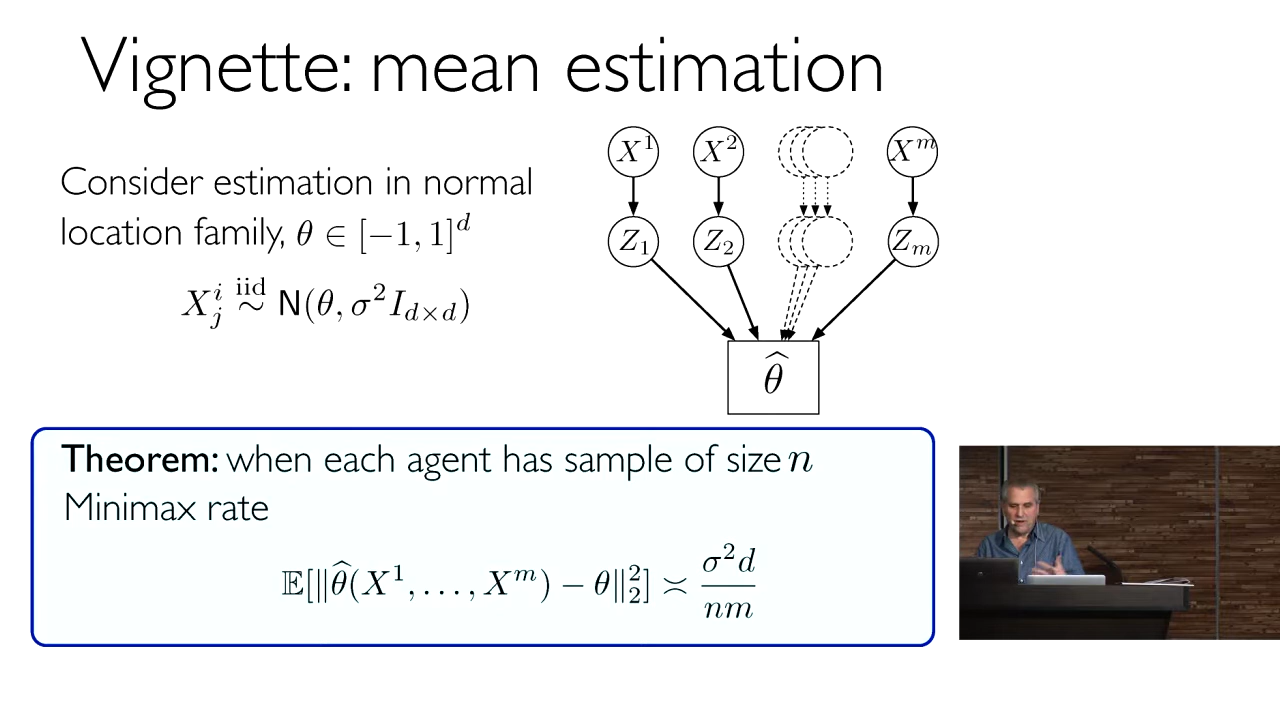 Vignette: mean estimation
Consider estimation in normal
location family, θ ∈ [−1, 1]^d
X_j^i ~^{iid} N(θ, σ²I_{d×d})
X¹ X² X^m
Z₁ Z₂ Z_m
θ̂
Theorem: when each agent has sample of size n
Minimax rate
𝔼[‖θ̂(X¹, . . . , X^m) − θ‖₂²] ≍ σ²d / nm